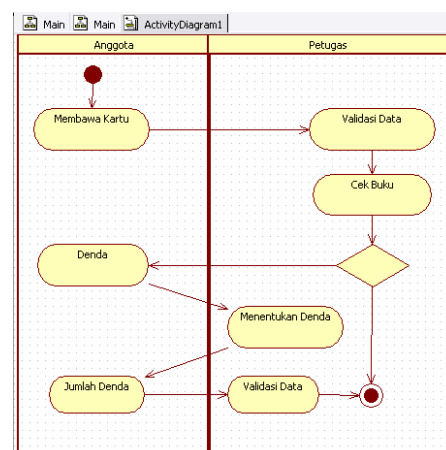 Main Main ActivityDiagram1
Anggota Petugas
Membawa Kartu Validasi Data
Cek Buku
Denda
Menentukan Denda
Jumlah Denda Validasi Data